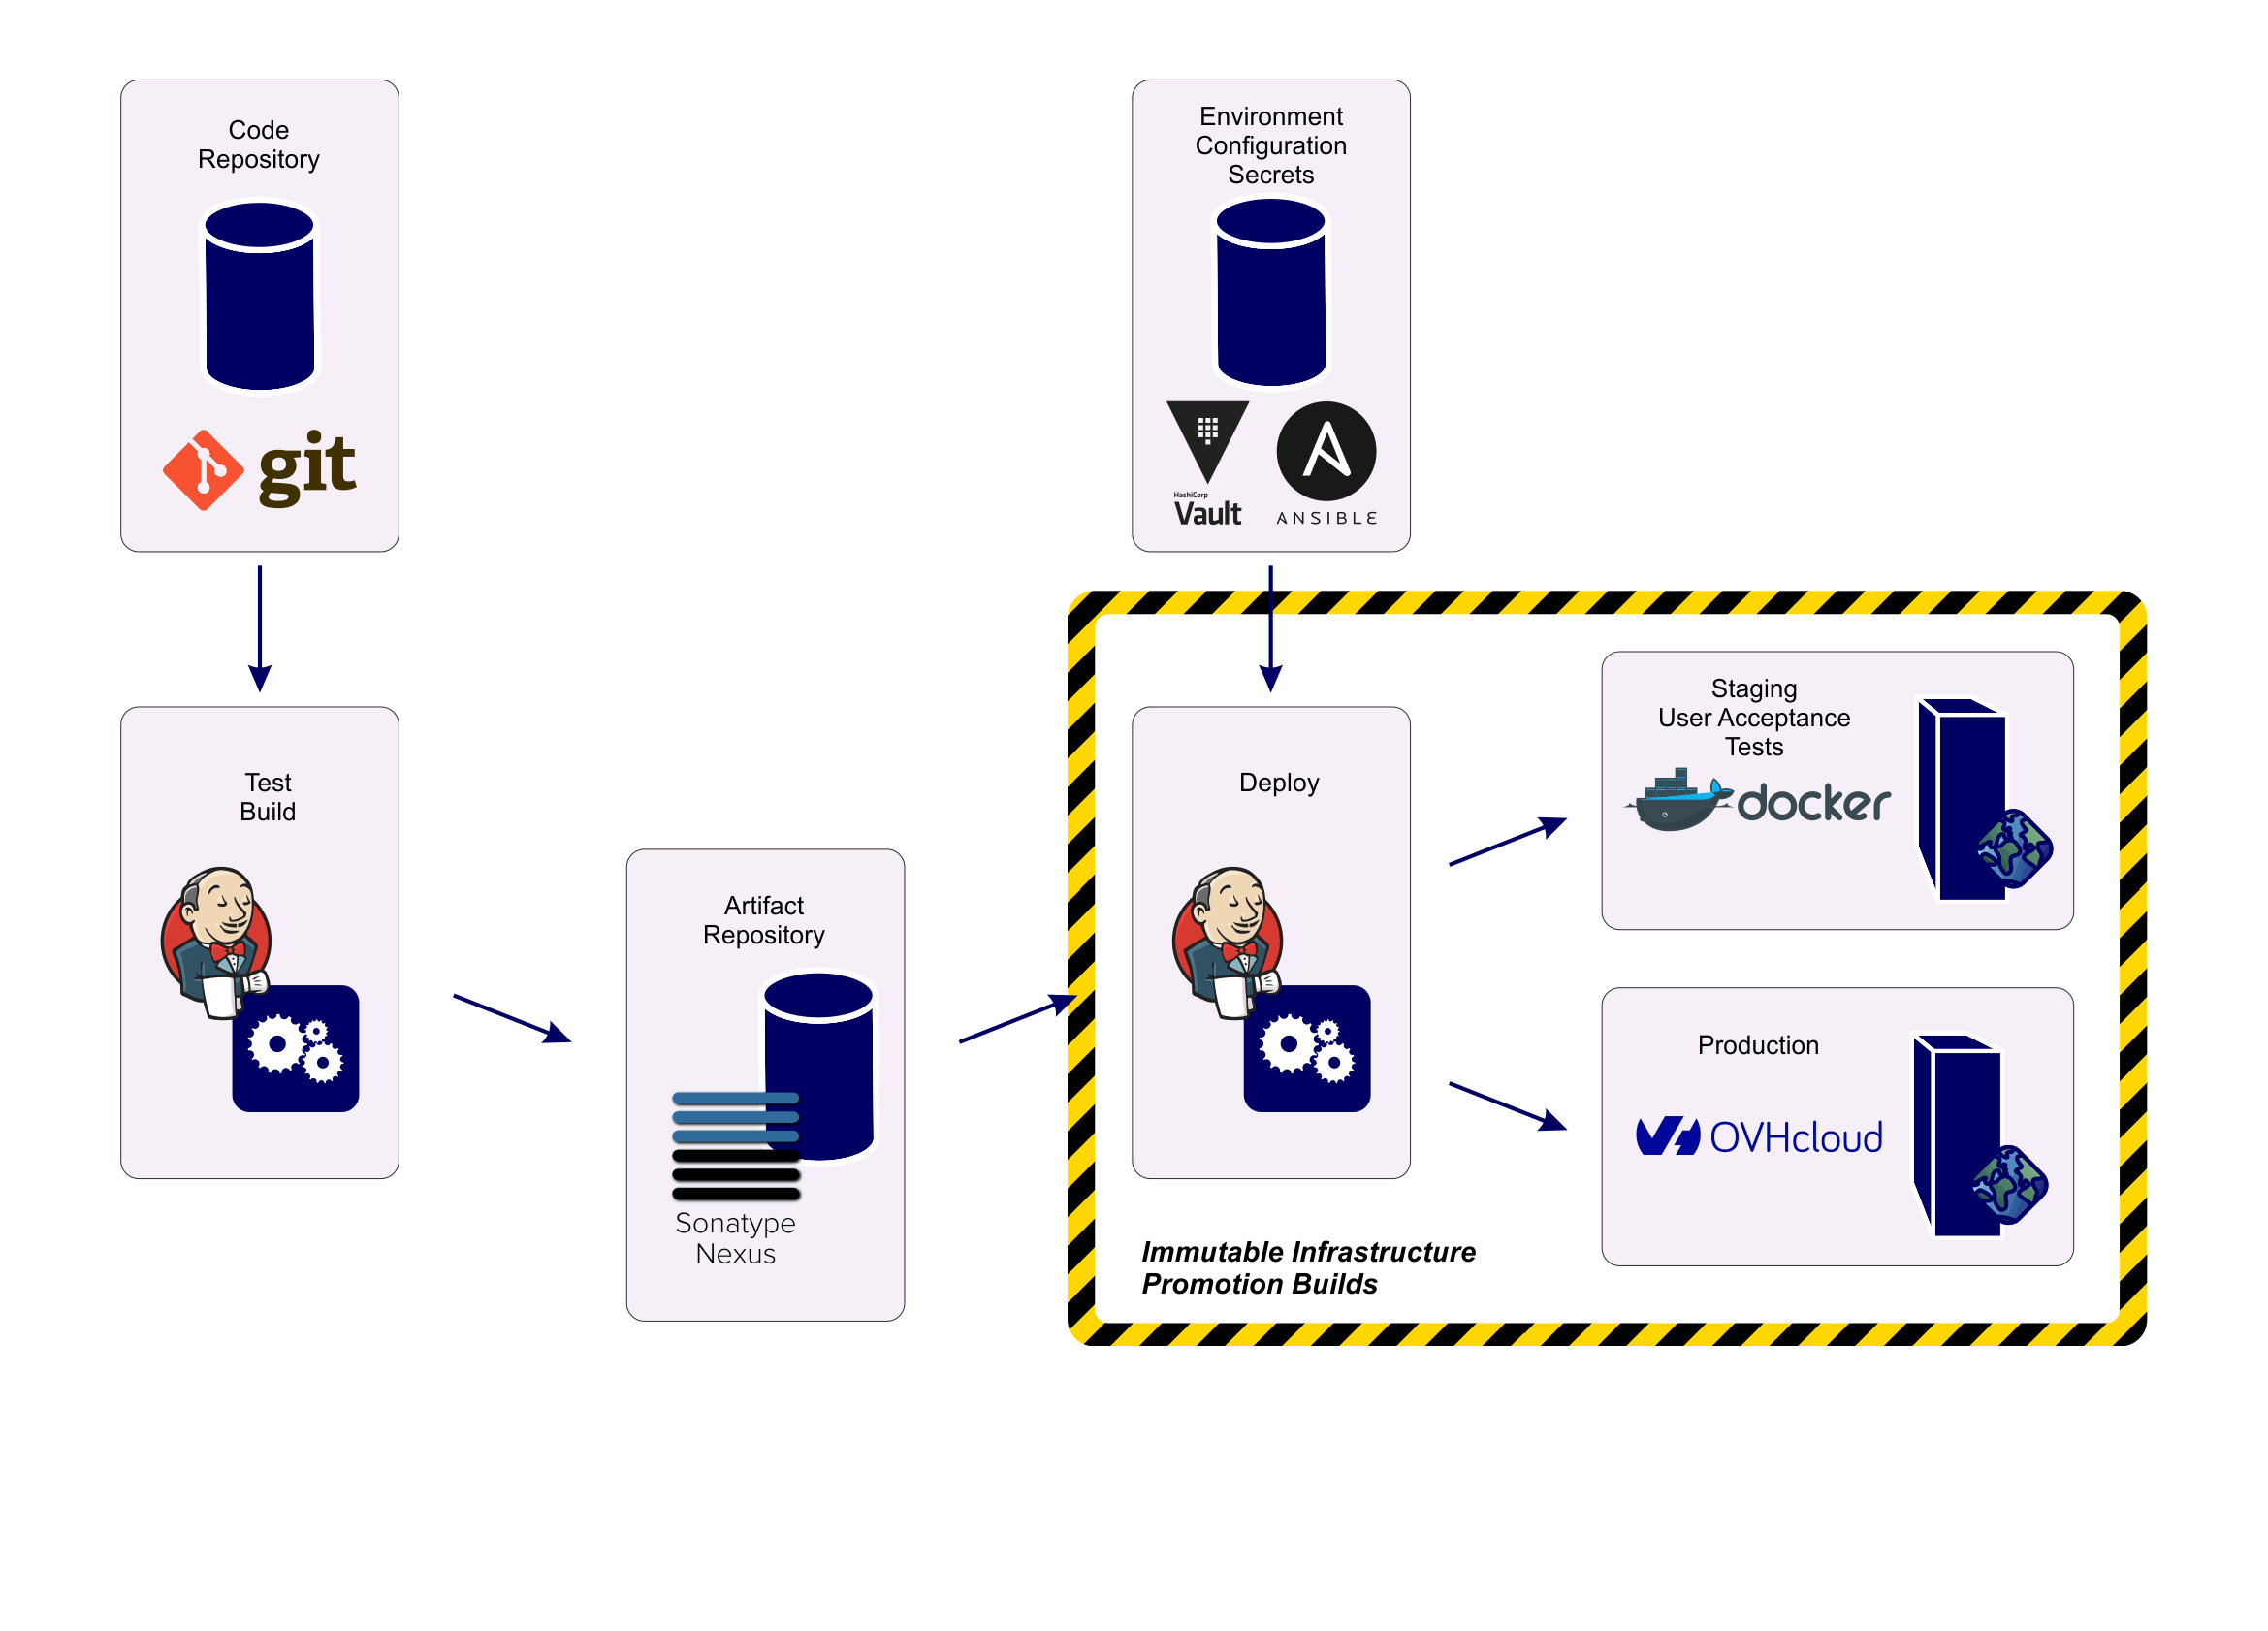 Code
Repository
git
Environment
Configuration
Secrets
HashiCorp
Vault
ANSIBLE
Test
Build
Artifact
Repository
Sonatype
Nexus
Deploy
Staging
User Acceptance
Tests
docker
Production
OVHcloud
Immutable Infrastructure
Promotion Builds